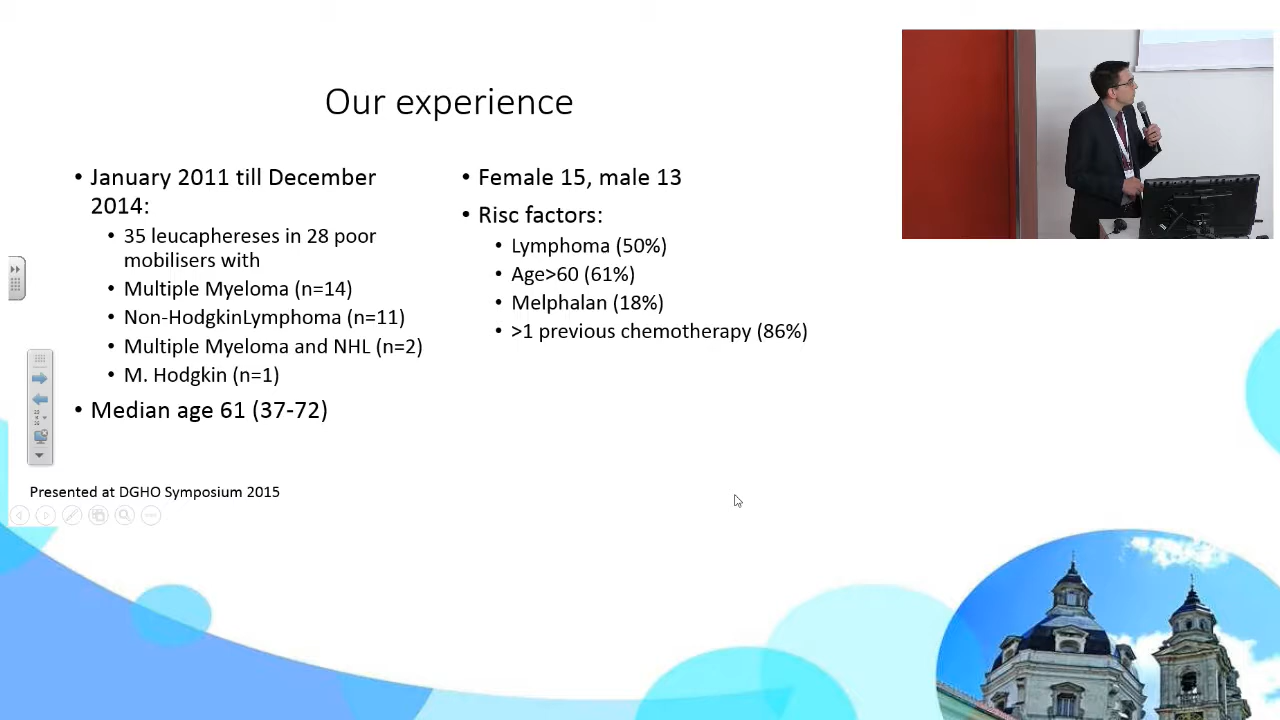 Our experience
• January 2011 till December
2014:
• 35 leucaphereses in 28 poor
mobilisers with
• Multiple Myeloma (n=14)
• Non-HodgkinLymphoma (n=11)
• Multiple Myeloma and NHL (n=2)
• M. Hodgkin (n=1)
• Median age 61 (37-72)
• Female 15, male 13
• Risc factors:
• Lymphoma (50%)
• Age>60 (61%)
• Melphalan (18%)
• >1 previous chemotherapy (86%)
Presented at DGHO Symposium 2015